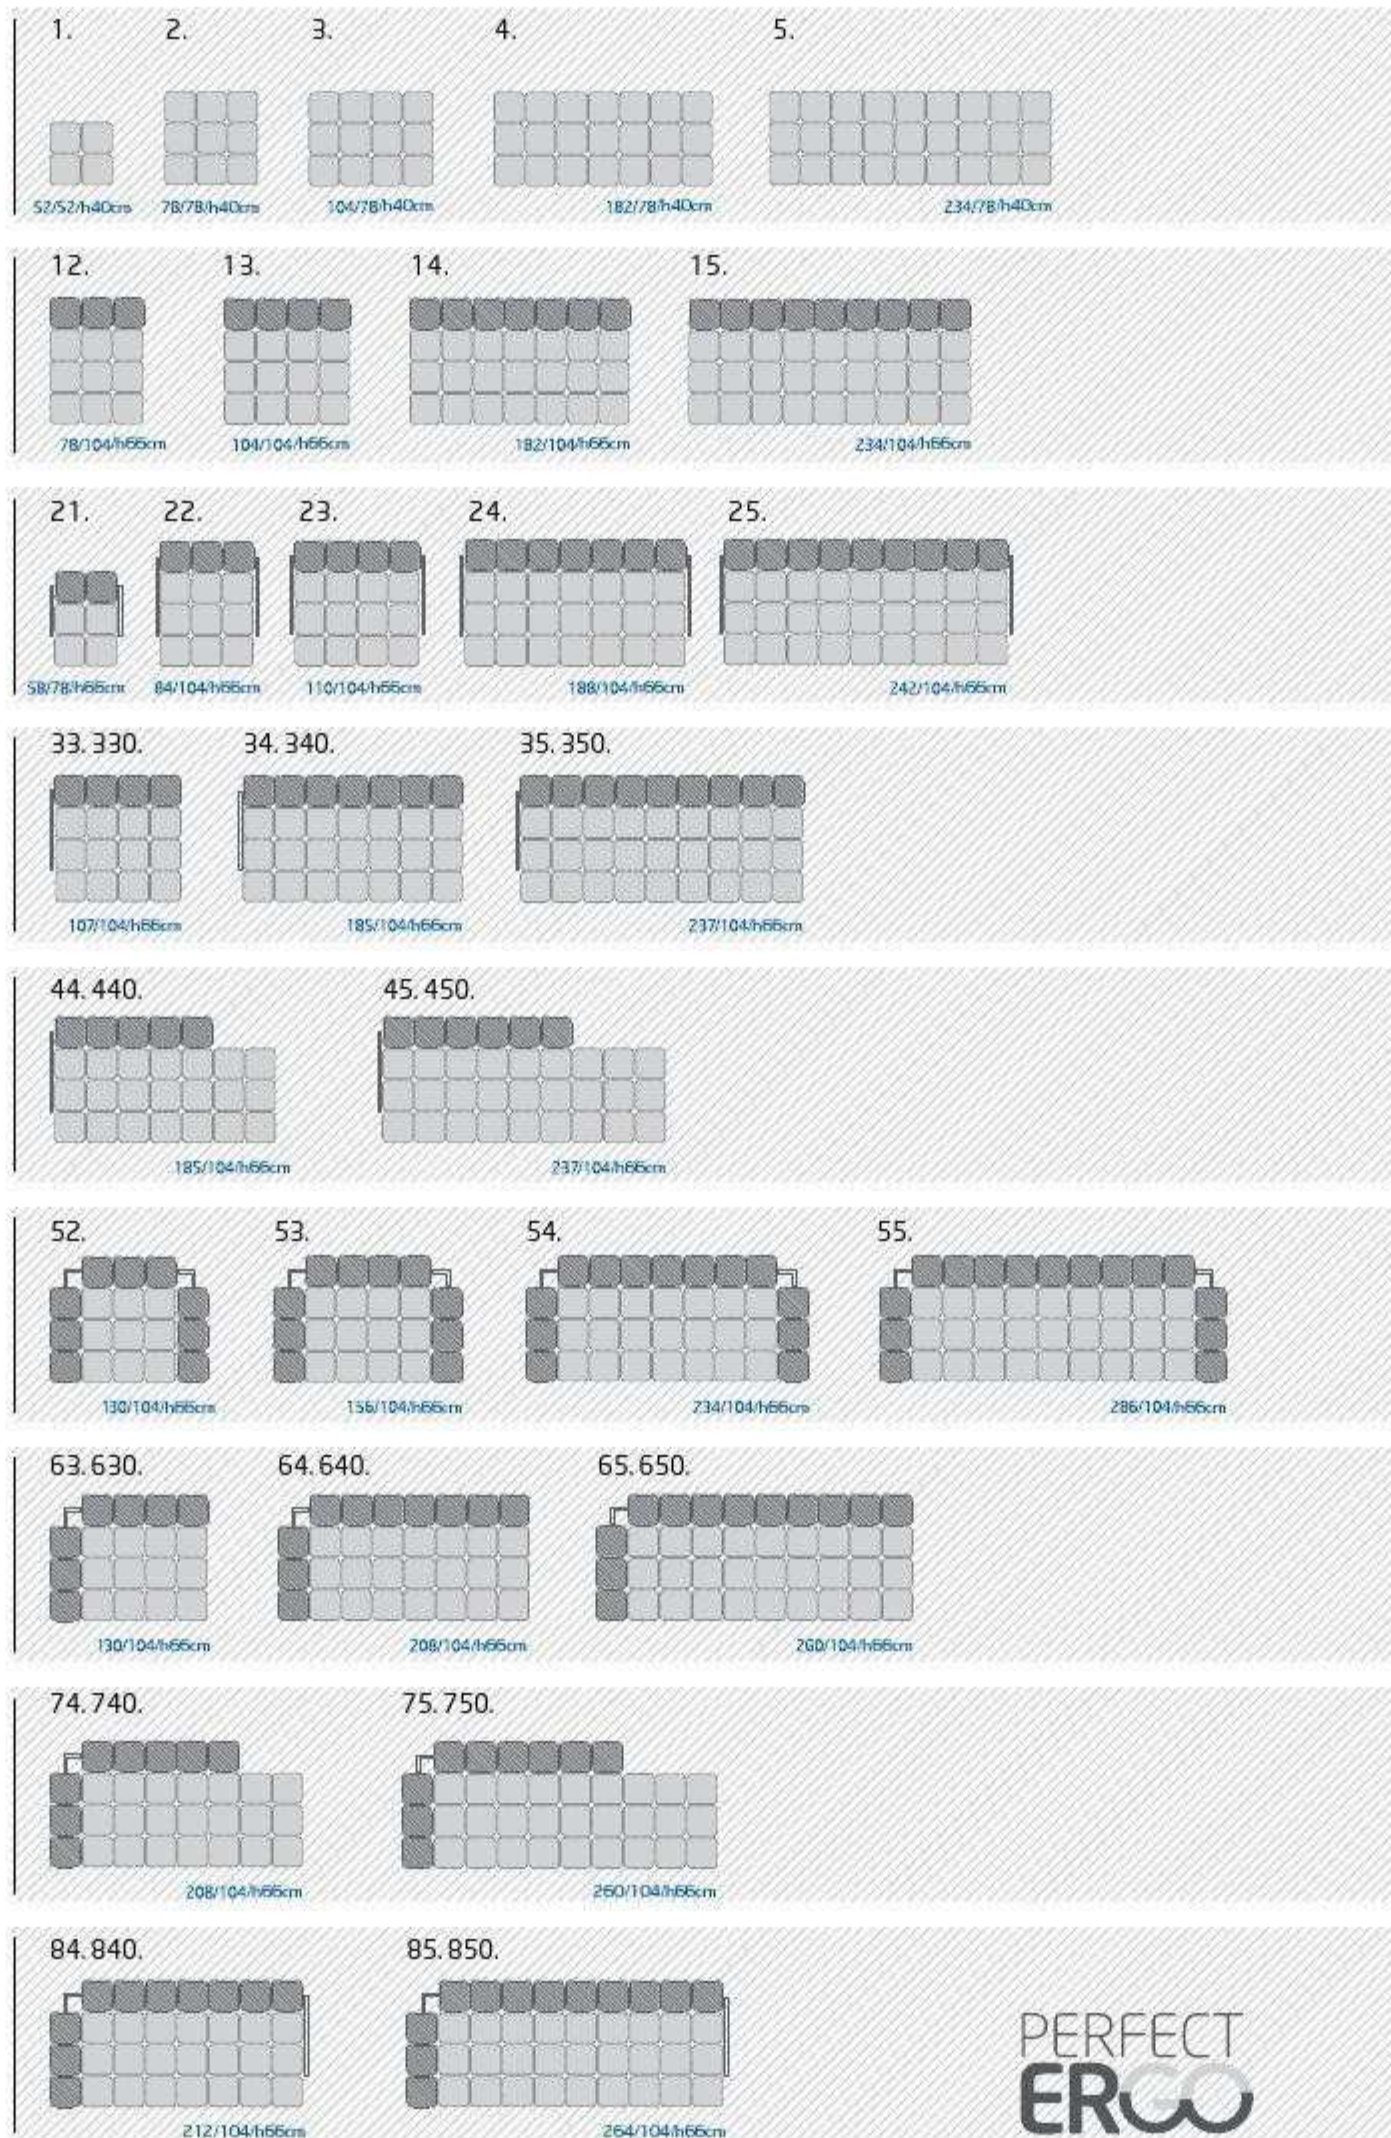 1. 2. 3. 4. 5.
52/52/h40cm 78/78/h40cm 104/78/h40cm 182/78/h40cm 234/78/h40cm
12. 13. 14. 15.
78/104/h66cm 104/104/h66cm 182/104/h66cm 234/104/h66cm
21. 22. 23. 24. 25.
58/78/h66cm 84/104/h66cm 110/104/h66cm 188/104/h66cm 242/104/h66cm
33.330. 34.340. 35.350.
107/104/h66cm 185/104/h66cm 237/104/h66cm
44.440. 45.450.
185/104/h66cm 237/104/h66cm
52. 53. 54. 55.
130/104/h66cm 156/104/h66cm 234/104/h66cm 286/104/h66cm
63.630. 64.640. 65.650.
130/104/h66cm 208/104/h66cm 260/104/h66cm
74.740. 75.750.
208/104/h66cm 260/104/h66cm
84.840. 85.850.
212/104/h66cm 264/104/h66cm
PERFECT
ERGO